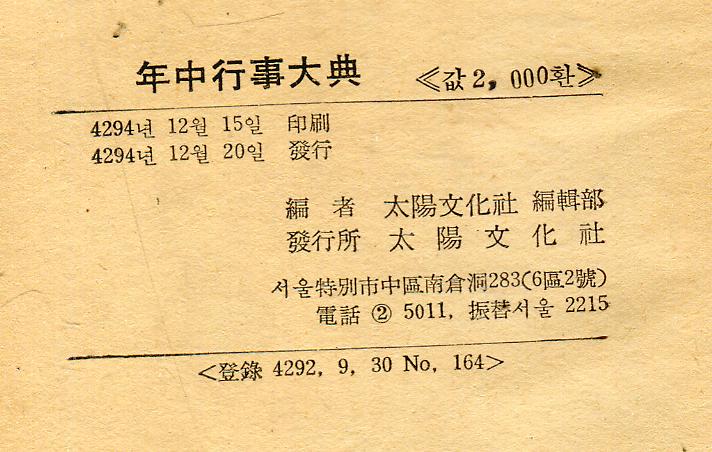 年中行事大典 ≪값2,000환≫
4294년 12월 15일 印刷
4294년 12월 20일 發行
編者 太陽文化社 編輯部
發行所 太陽文化社
서울特別市中區南倉洞283(6區2號)
電話 ② 5011, 振替서울 2215
<登錄 4292, 9, 30 No, 164>